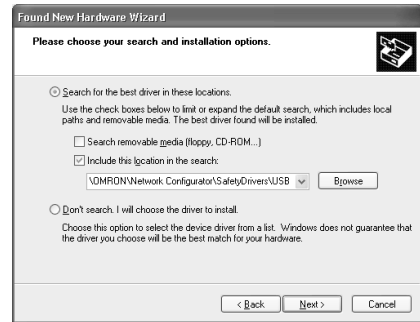 Found New Hardware Wizard
Please choose your search and installation options.
Search for the best driver in these locations.
Use the check boxes below to limit or expand the default search, which includes local
paths and removable media. The best driver found will be installed.
Search removable media (floppy, CD-ROM...)
Include this location in the search:
\OMRON\Network Configurator\SafetyDrivers\USB
Browse
Don't search. I will choose the driver to install.
Choose this option to select the device driver from a list. Windows does not guarantee that
the driver you choose will be the best match for your hardware.
< Back
Next >
Cancel